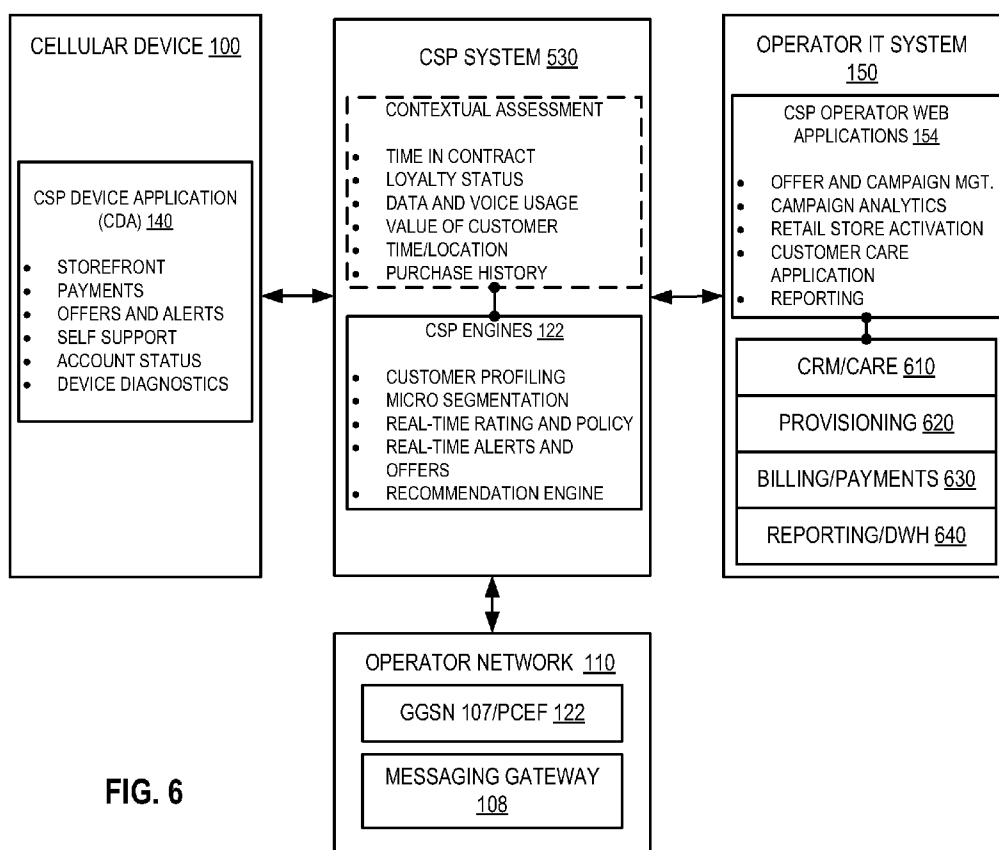 CELLULAR DEVICE 100
CSP DEVICE APPLICATION
(CDA) 140
• STOREFRONT
• PAYMENTS
• OFFERS AND ALERTS
• SELF SUPPORT
• ACCOUNT STATUS
• DEVICE DIAGNOSTICS
CSP SYSTEM 530
CONTEXTUAL ASSESSMENT
• TIME IN CONTRACT
• LOYALTY STATUS
• DATA AND VOICE USAGE
• VALUE OF CUSTOMER
• TIME/LOCATION
• PURCHASE HISTORY
CSP ENGINES 122
• CUSTOMER PROFILING
• MICRO SEGMENTATION
• REAL-TIME RATING AND POLICY
• REAL-TIME ALERTS AND
OFFERS
• RECOMMENDATION ENGINE
OPERATOR IT SYSTEM
150
CSP OPERATOR WEB
APPLICATIONS 154
• OFFER AND CAMPAIGN MGT.
• CAMPAIGN ANALYTICS
• RETAIL STORE ACTIVATION
• CUSTOMER CARE
APPLICATION
• REPORTING
CRM/CARE 610
PROVISIONING 620
BILLING/PAYMENTS 630
REPORTING/DWH 640
OPERATOR NETWORK 110
GGSN 107/PCEF 122
MESSAGING GATEWAY
108
FIG. 6